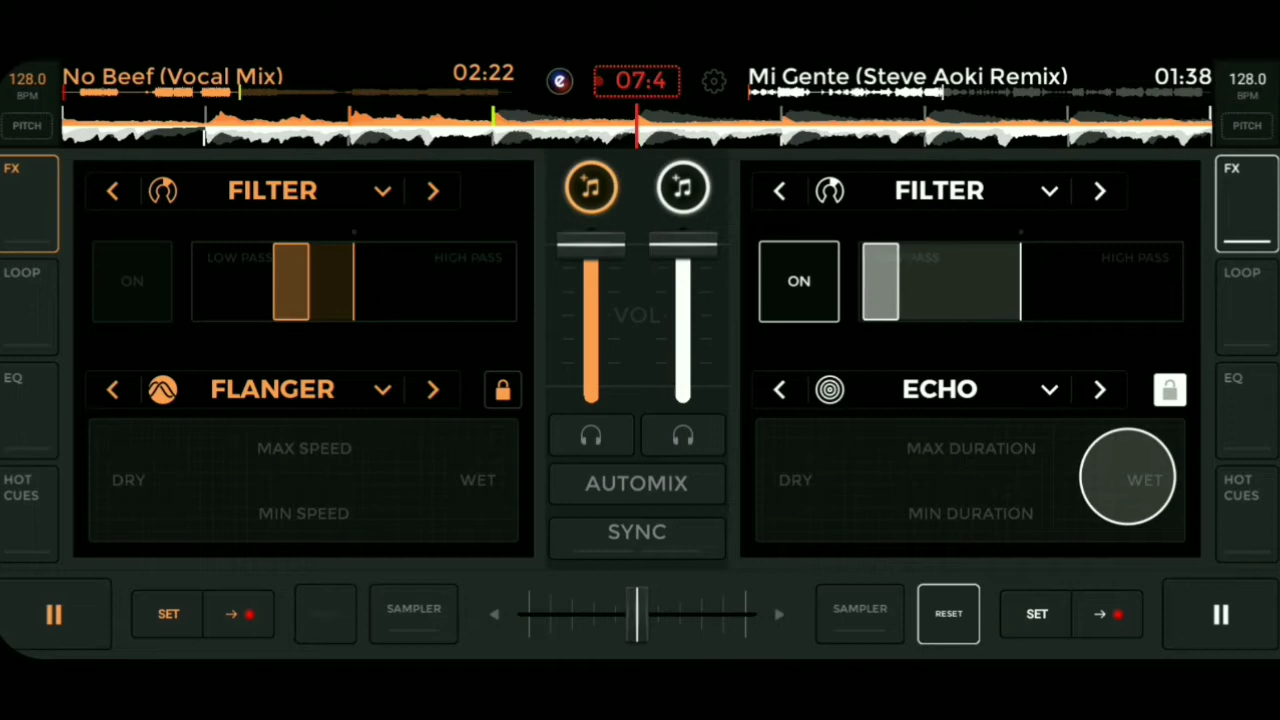 128.0
BPM
PITCH
No Beef (Vocal Mix)
02:22
e
07:4
Mi Gente (Steve Aoki Remix)
01:38
128.0
BPM
PITCH
FX
LOOP
EQ
HOT
CUES
FILTER
ON
LOW PASS
HIGH PASS
FLANGER
MAX SPEED
DRY
WET
MIN SPEED
VOL
AUTOMIX
SYNC
FILTER
ON
PASS
HIGH PASS
ECHO
MAX DURATION
DRY
WET
MIN DURATION
FX
LOOP
EQ
HOT
CUES
SET
SAMPLER
SAMPLER
RESET
SET